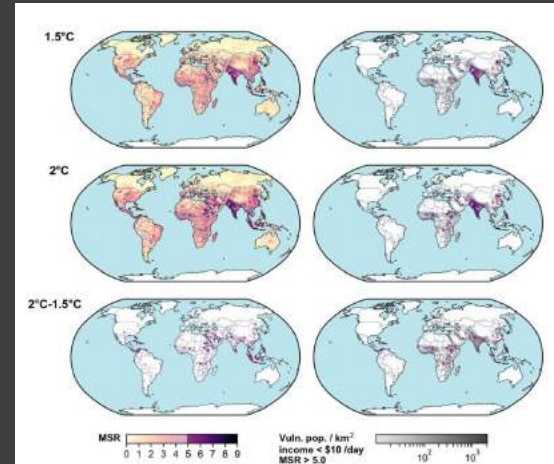 1.5°C
2°C
2°C-1.5°C
MSR
0 1 2 3 4 5 6 7 8 9
Vuln. pop. / km²
income < $10 /day
MSR > 5.0
10² 10³